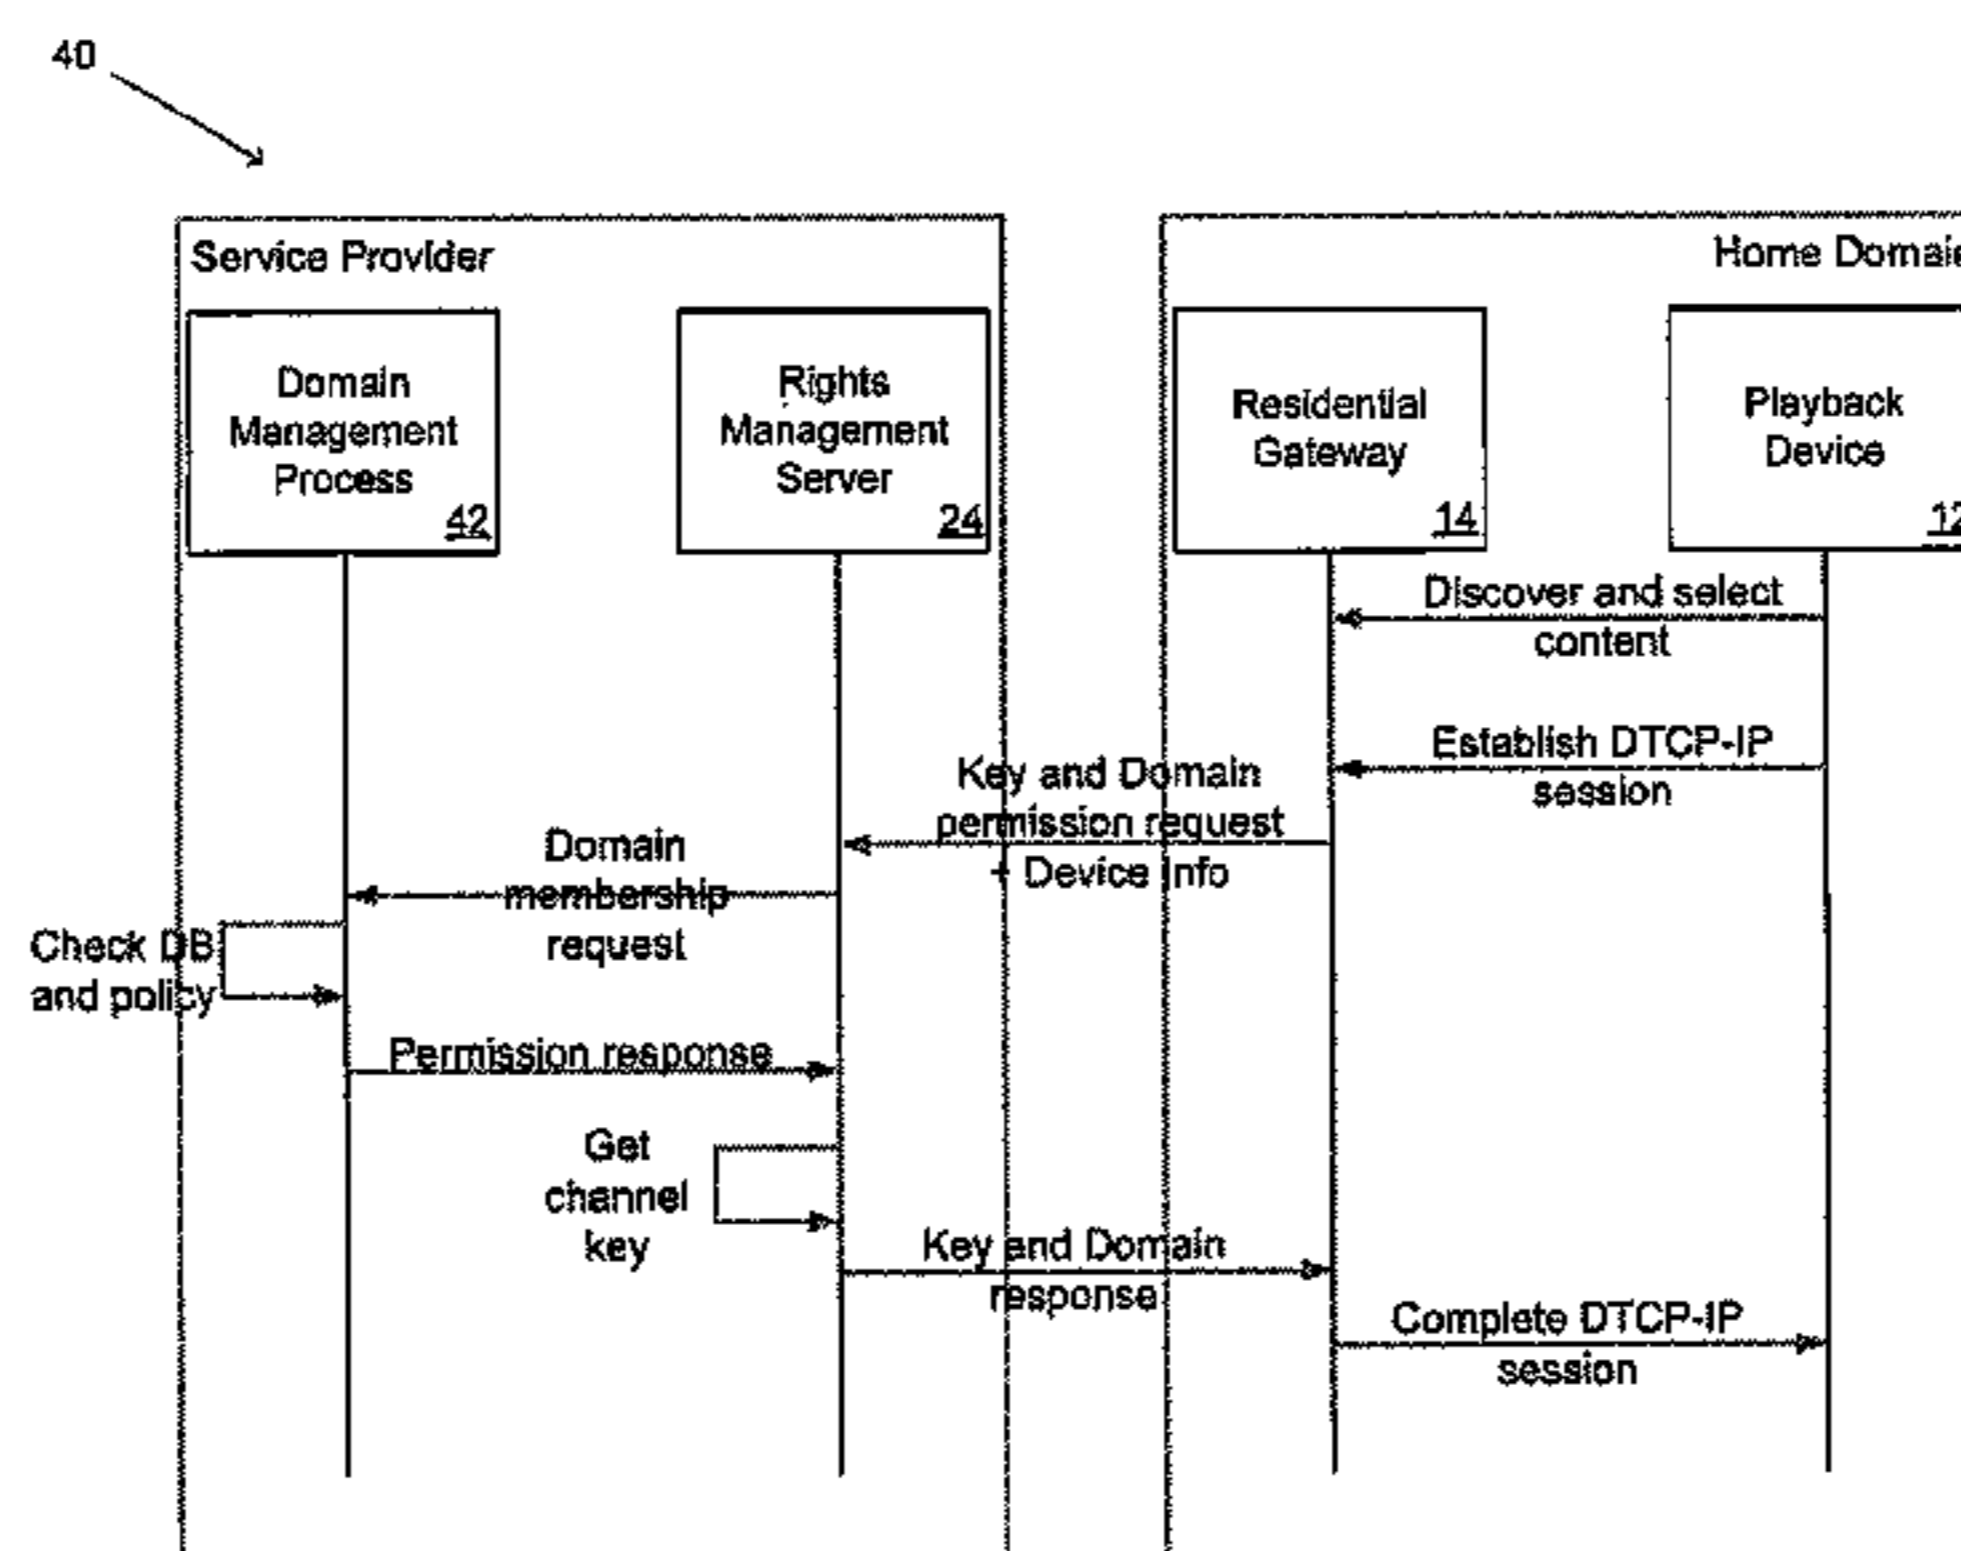 40
Service Provider
Home Domai
Domain
Management
Process
42
Rights
Management
Server
24
Residential
Gateway
14
Playback
Device
12
Discover and select
content
Establish DTCP-IP
session
Key and Domain
permission request
+ Device Info
Domain
membership
request
Check DB
and policy
Permission response
Get
channel
key
Key and Domain
response
Complete DTCP-IP
session